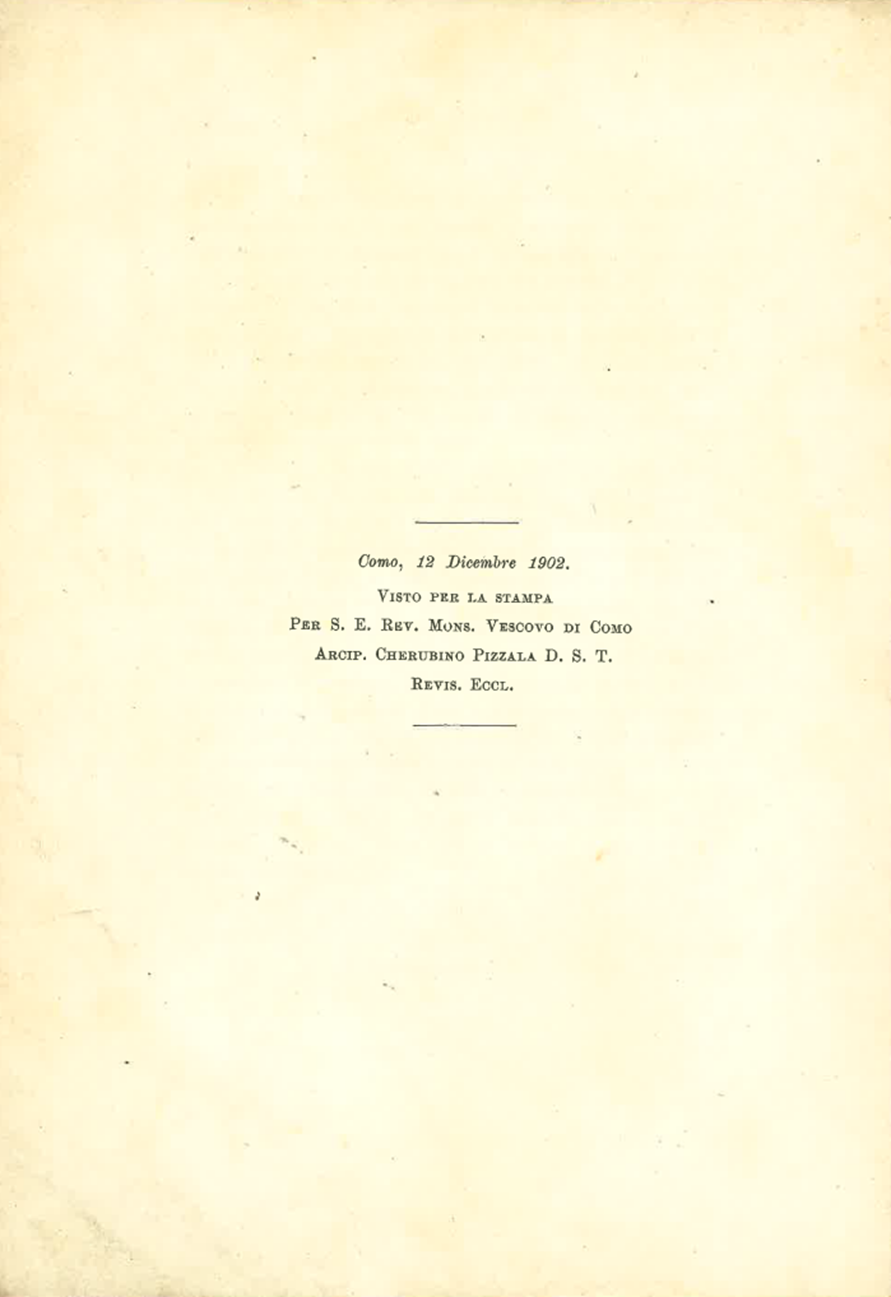 Como, 12 Dicembre 1902.
Visto per la stampa
Per S. E. Rev. Mons. Vescovo di Como
Arcip. Cherubino Pizzala D. S. T.
Revis. Eccl.